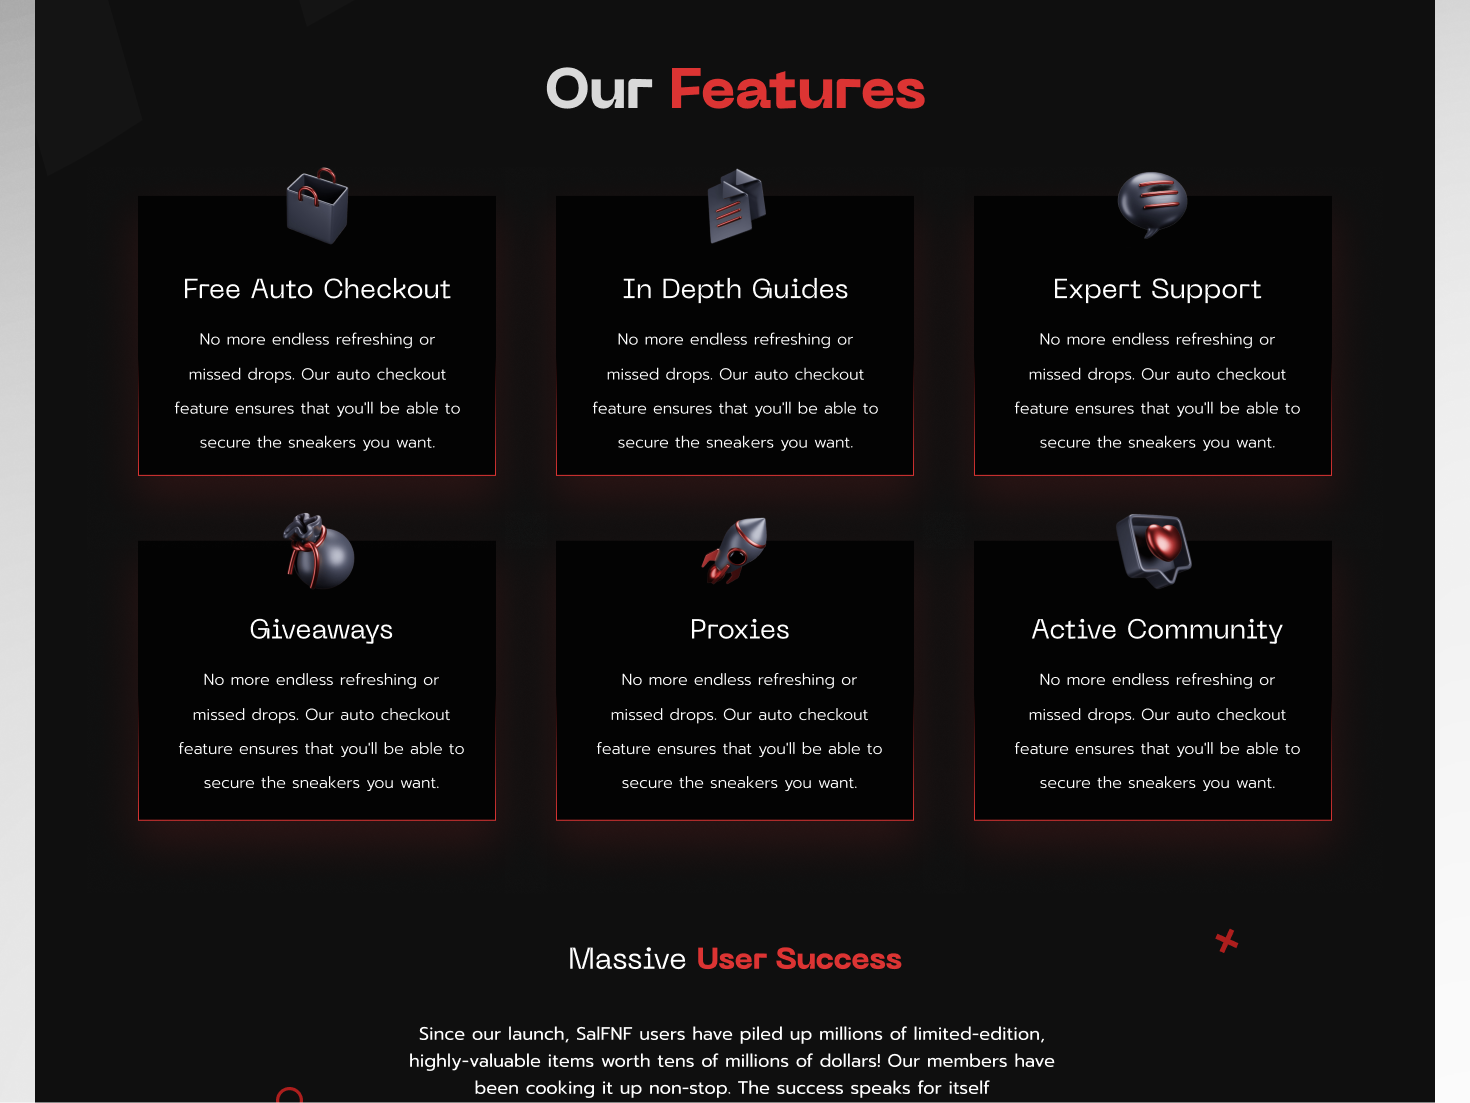 Our Features
Free Auto Checkout
No more endless refreshing or
missed drops. Our auto checkout
feature ensures that you'll be able to
secure the sneakers you want.
In Depth Guides
No more endless refreshing or
missed drops. Our auto checkout
feature ensures that you'll be able to
secure the sneakers you want.
Expert Support
No more endless refreshing or
missed drops. Our auto checkout
feature ensures that you'll be able to
secure the sneakers you want.
Giveaways
No more endless refreshing or
missed drops. Our auto checkout
feature ensures that you'll be able to
secure the sneakers you want.
Proxies
No more endless refreshing or
missed drops. Our auto checkout
feature ensures that you'll be able to
secure the sneakers you want.
Active Community
No more endless refreshing or
missed drops. Our auto checkout
feature ensures that you'll be able to
secure the sneakers you want.
Massive User Success
Since our launch, SalFNF users have piled up millions of limited-edition,
highly-valuable items worth tens of millions of dollars! Our members have
been cooking it up non-stop. The success speaks for itself